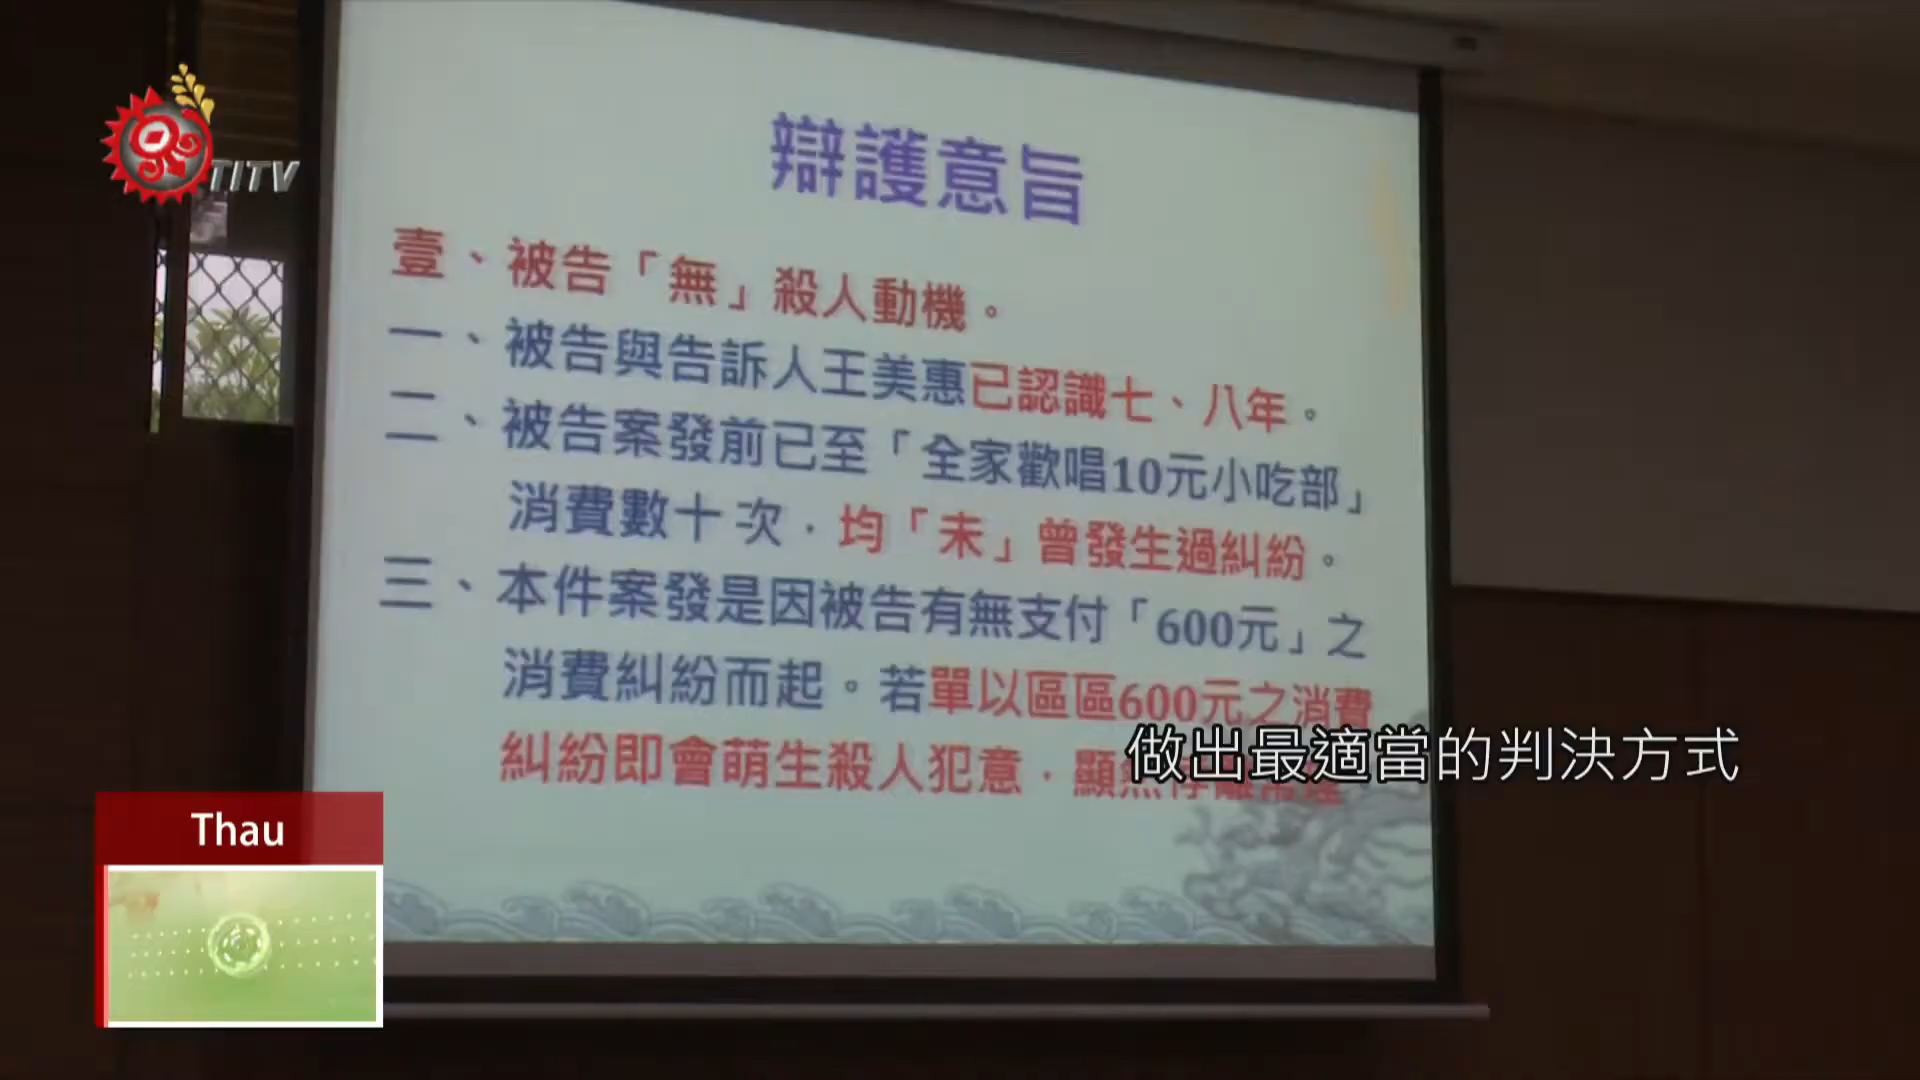 TITV
辯護意旨
壹、被告「無」殺人動機。
一、被告與告訴人王美惠已認識七、八年。
二、被告案發前已至「全家歡唱10元小吃部」
消費數十次，均「未」曾發生過糾紛。
三、本件案發是因被告有無支付「600元」之
消費糾紛而起。若單以區區600元之消費
糾紛即會萌生殺人犯意，顯然
做出最適當的判決方式
Thau